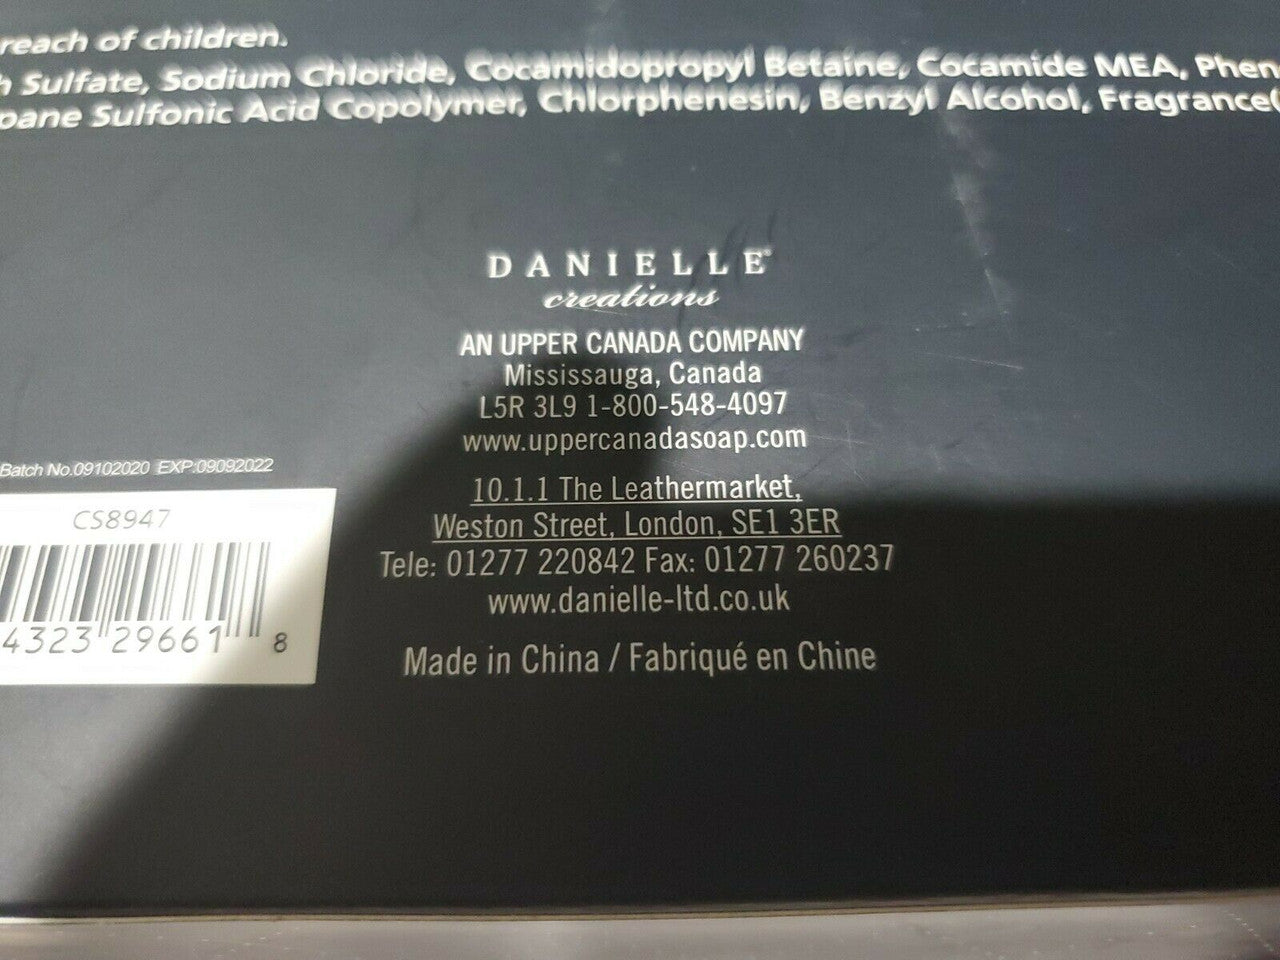 reach of children.
h Sulfate, Sodium Chloride, Cocamidopropyl Betaine, Cocamide MEA, Phen
pane Sulfonic Acid Copolymer, Chlorphenesin, Benzyl Alcohol, Fragrance(
DANIELLE®
creations
AN UPPER CANADA COMPANY
Mississauga, Canada
L5R 3L9 1-800-548-4097
www.uppercanadasoap.com
Batch No.09102020 EXP:09092022
CS8947
4323 29661 8
10.1.1 The Leathermarket,
Weston Street, London, SE1 3ER
Tele: 01277 220842 Fax: 01277 260237
www.danielle-ltd.co.uk
Made in China / Fabriqué en Chine